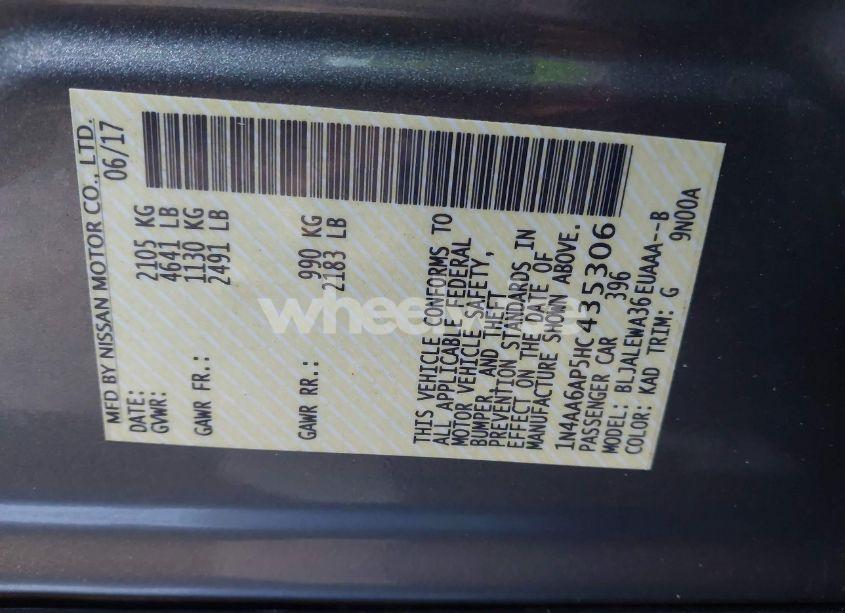 MFD BY NISSAN MOTOR CO., LTD.
DATE: 06/17
GVWR: 2105 KG
4641 LB
GAWR FR.: 1130 KG
2491 LB
GAWR RR.: 990 KG
2183 LB
THIS VEHICLE CONFORMS TO
ALL APPLICABLE FEDERAL
MOTOR VEHICLE SAFETY,
BUMPER, AND THEFT
PREVENTION STANDARDS IN
EFFECT ON THE DATE OF
MANUFACTURE SHOWN ABOVE.
1N4AA6AP5HC435306
PASSENGER CAR 396
MODEL: BLJALEWA36EUAAA--B
COLOR: KAD TRIM: G 9N00A